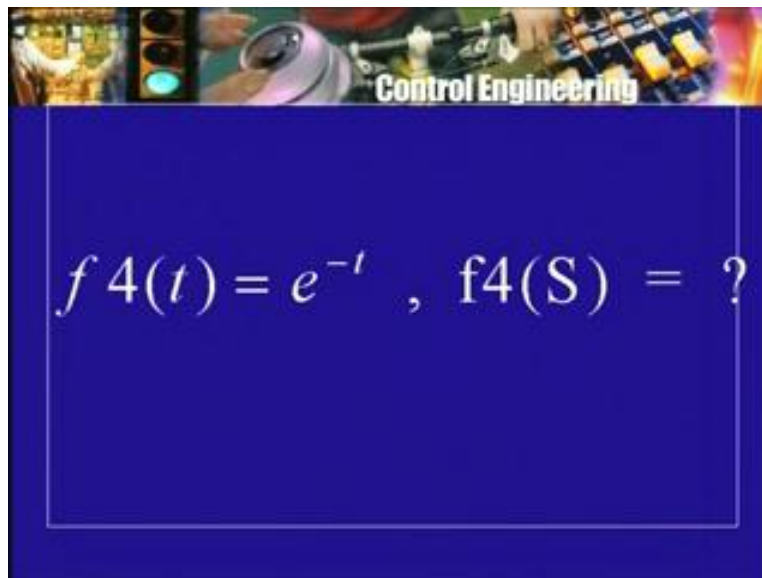 Control Engineering
f 4(t) = e^{-t} , f4(S) = ?